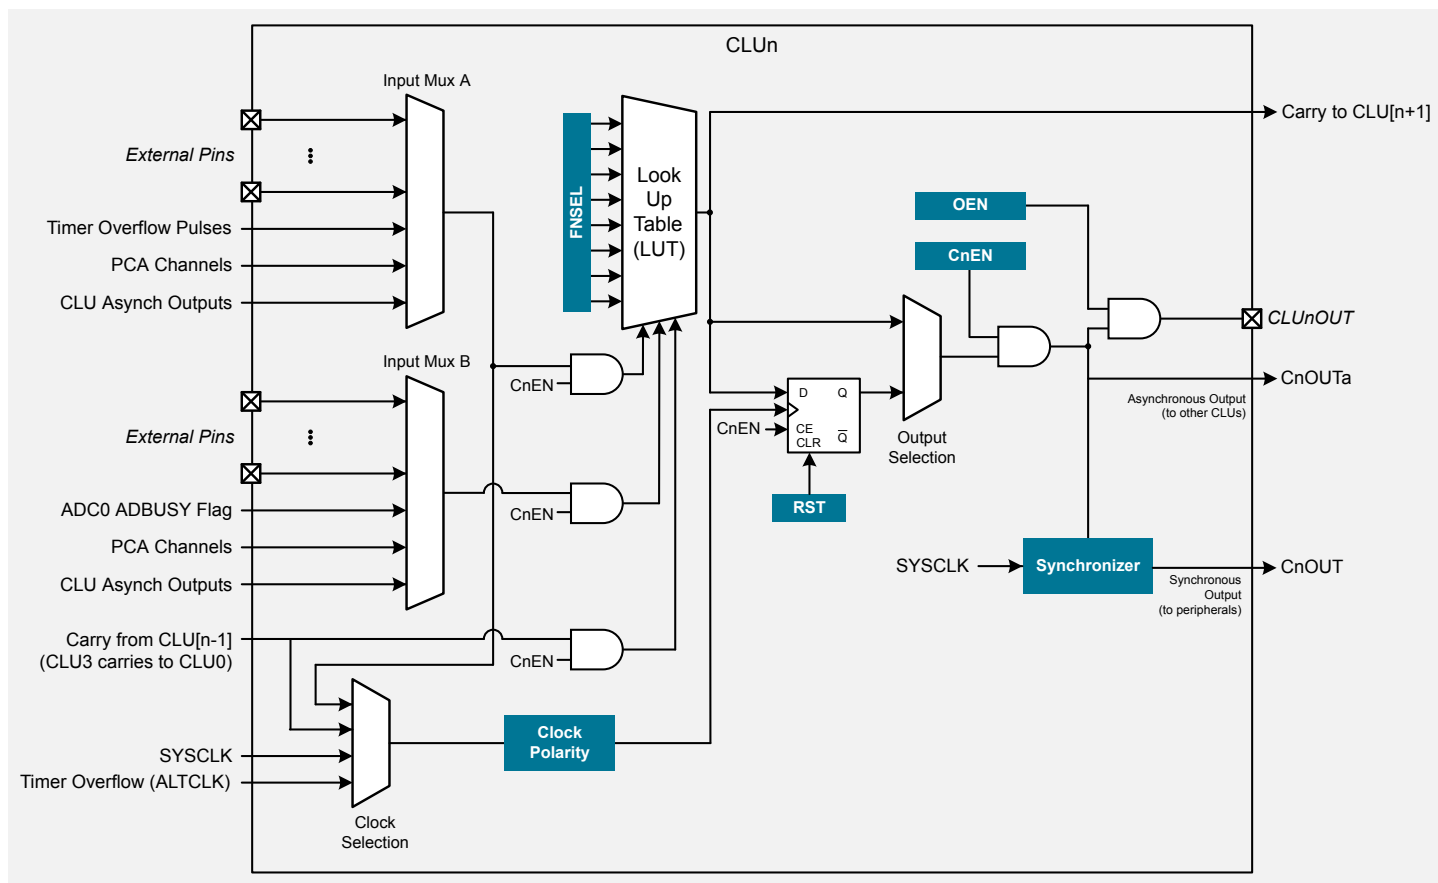 CLUn
Input Mux A
External Pins
Timer Overflow Pulses
PCA Channels
CLU Asynch Outputs
Input Mux B
External Pins
ADC0 ADBUSY Flag
PCA Channels
CLU Asynch Outputs
Carry from CLU[n-1]
(CLU3 carries to CLU0)
SYSCLK
Timer Overflow (ALTCLK)
Clock
Selection
Clock
Polarity
FNSEL
Look
Up
Table
(LUT)
CnEN
CnEN
CnEN
CnEN
D
Q
CE
CLR
Q
RST
Output
Selection
OEN
CnEN
SYSCLK
Synchronizer
Carry to CLU[n+1]
CLUnOUT
CnOUTa
Asynchronous Output
(to other CLUs)
CnOUT
Synchronous
Output
(to peripherals)